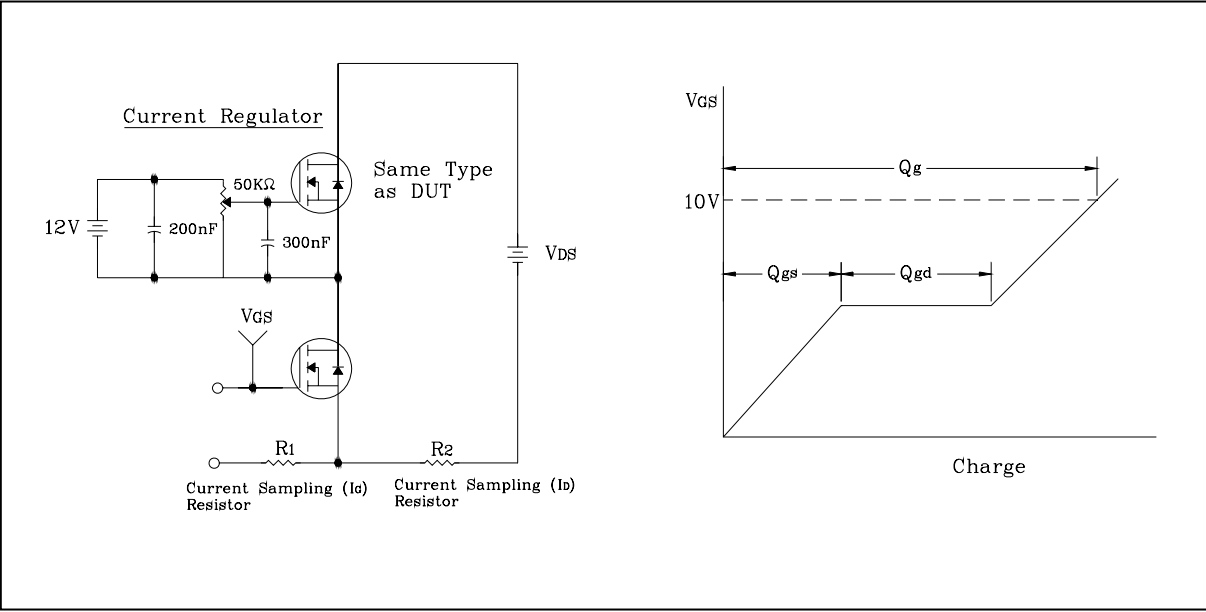 Current Regulator
Same Type
as DUT
50KΩ
12V
200nF
300nF
VDS
VGS
R1
R2
Current Sampling (IG)
Resistor
Current Sampling (ID)
Resistor
VGS
Qg
10V
Qgs
Qgd
Charge